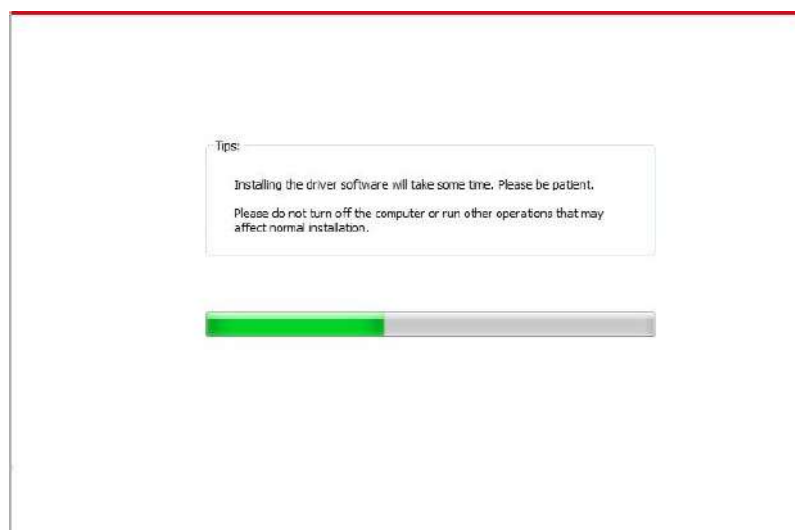 Tips:
Installing the driver software will take some time. Please be patient.
Please do not turn off the computer or run other operations that may
affect normal installation.